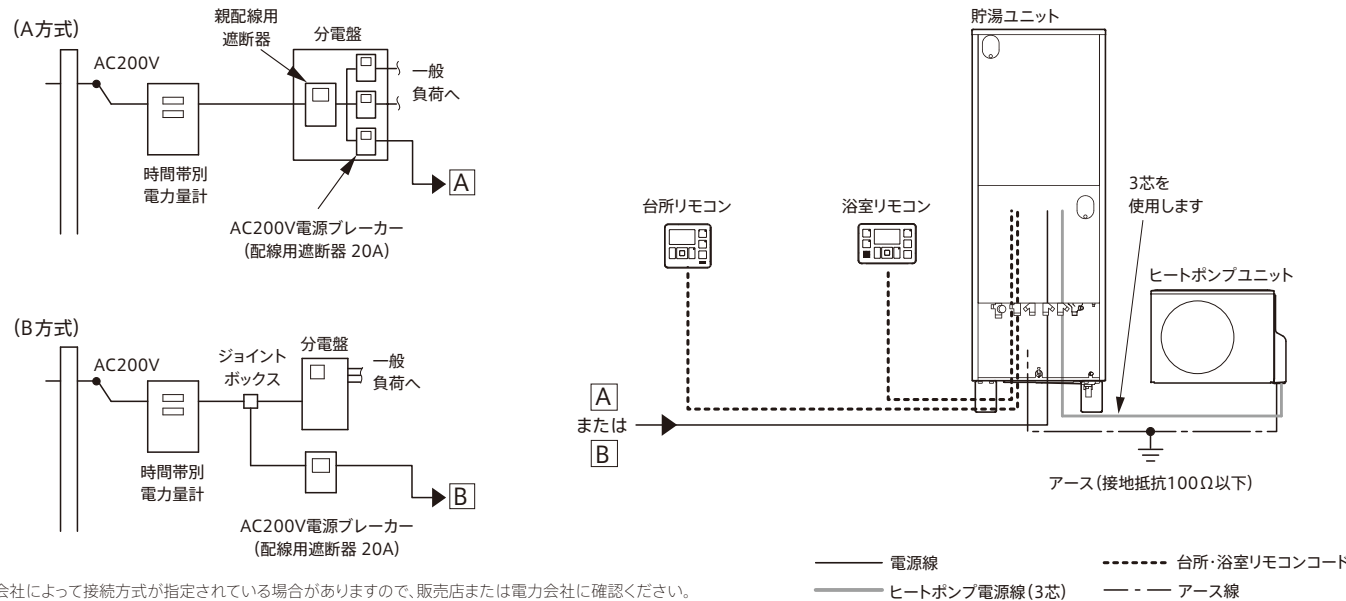 (A方式)
親配線用
遮断器
分電盤
AC200V
一般
負荷へ
時間帯別
電力量計
A
AC200V電源ブレーカー
(配線用遮断器 20A)
(B方式)
AC200V
ジョイント
ボックス
分電盤
一般
負荷へ
時間帯別
電力量計
B
AC200V電源ブレーカー
(配線用遮断器 20A)
貯湯ユニット
台所リモコン
浴室リモコン
3芯を
使用します
ヒートポンプユニット
A
または
B
アース(接地抵抗100Ω以下)
電源線
台所・浴室リモコンコード
ヒートポンプ電源線(3芯)
アース線
会社によって接続方式が指定されている場合がありますので、販売店または電力会社に確認ください。